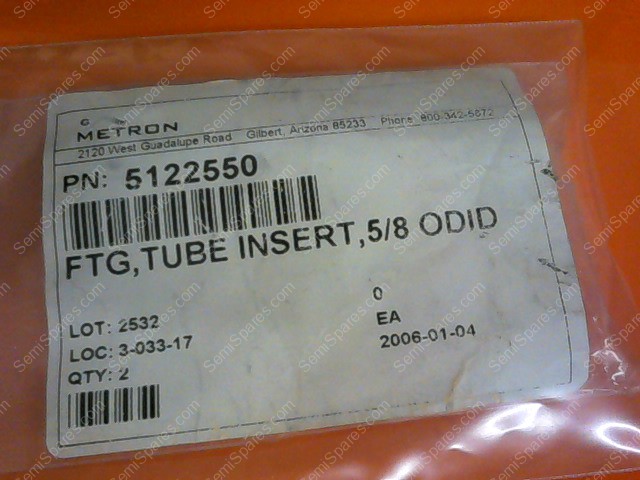 G
METRON
2120 West Guadalupe Road Gilbert, Arizona 85233 Phone 800-342-5672
PN: 5122550
FTG,TUBE INSERT,5/8 ODID
0
LOT: 2532 EA
LOC: 3-033-17 2006-01-04
QTY: 2
SemiSpares.com